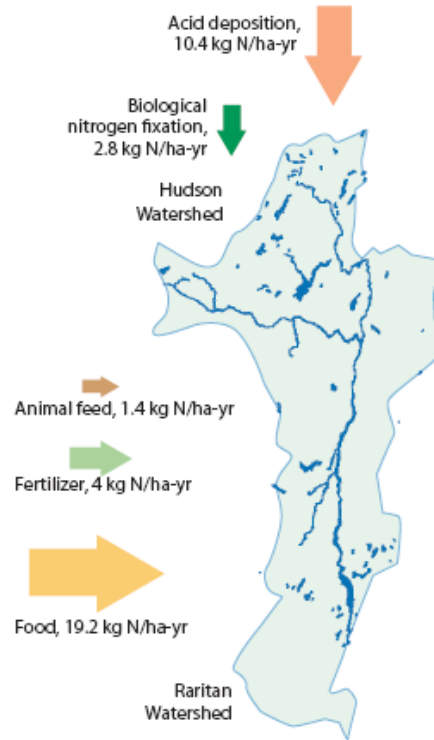 Acid deposition,
10.4 kg N/ha-yr
Biological
nitrogen fixation,
2.8 kg N/ha-yr
Hudson
Watershed
Animal feed, 1.4 kg N/ha-yr
Fertilizer, 4 kg N/ha-yr
Food, 19.2 kg N/ha-yr
Raritan
Watershed